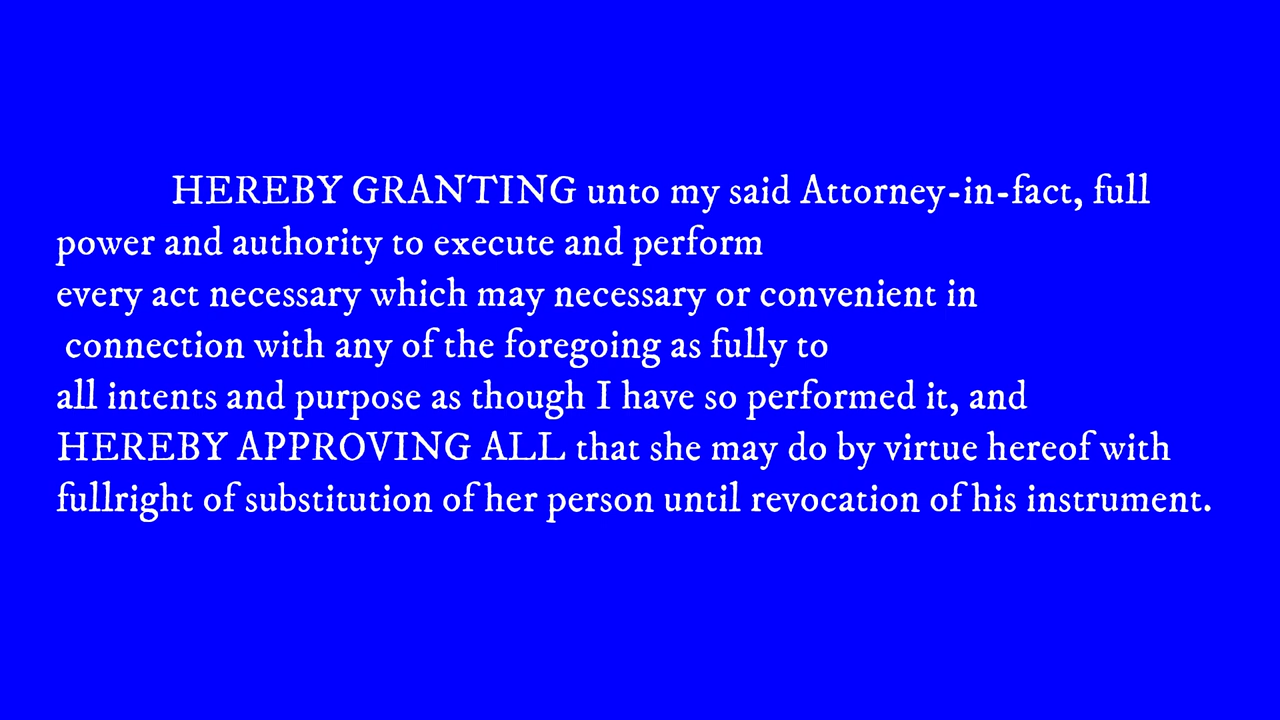 HEREBY GRANTING unto my said Attorney-in-fact, full
power and authority to execute and perform
every act necessary which may necessary or convenient in
connection with any of the foregoing as fully to
all intents and purpose as though I have so performed it, and
HEREBY APPROVING ALL that she may do by virtue hereof with
fullright of substitution of her person until revocation of his instrument.